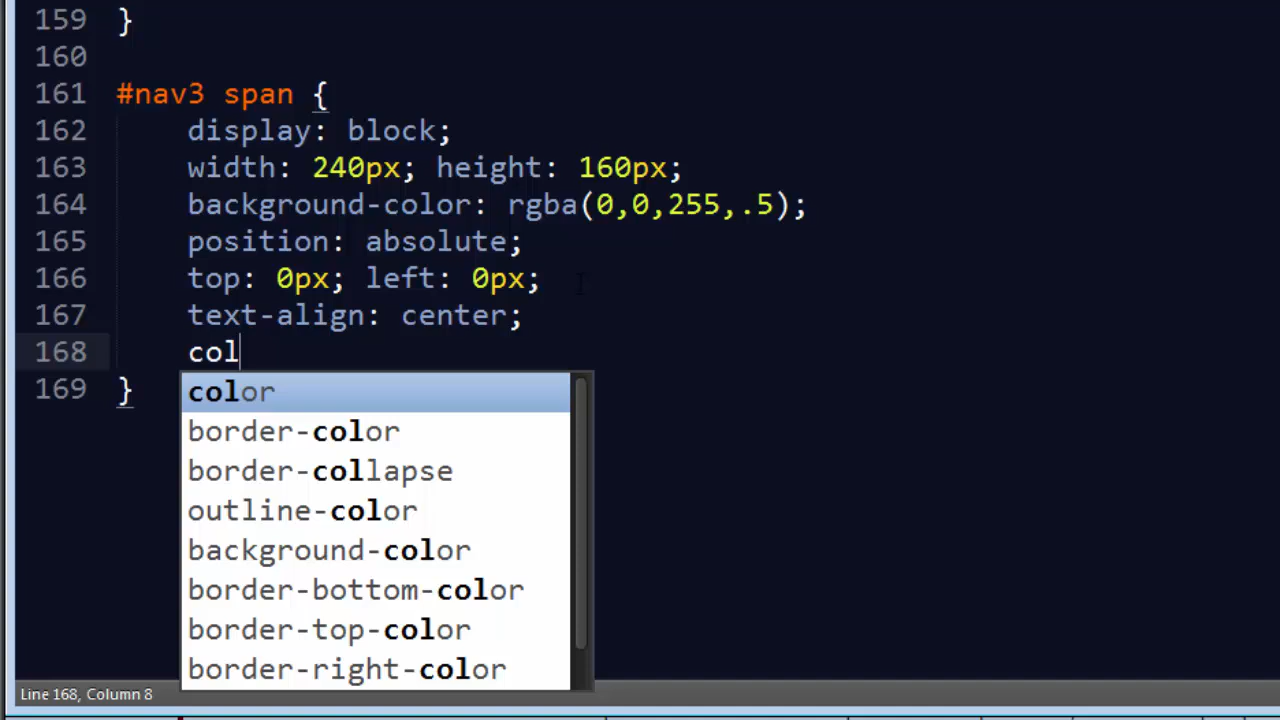 159 }
160
161 #nav3 span {
162 display: block;
163 width: 240px; height: 160px;
164 background-color: rgba(0,0,255,.5);
165 position: absolute;
166 top: 0px; left: 0px;
167 text-align: center;
168 col
169 }
color
border-color
border-collapse
outline-color
background-color
border-bottom-color
border-top-color
border-right-color
Line 168, Column 8